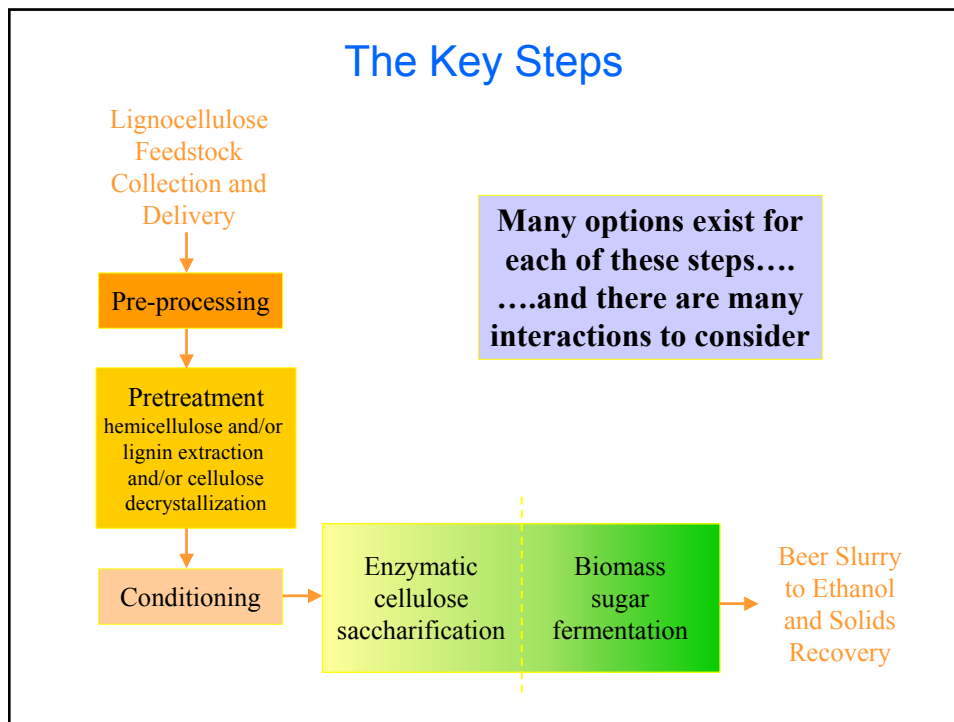 The Key Steps
Lignocellulose
Feedstock
Collection and
Delivery
Many options exist for
each of these steps….
….and there are many
interactions to consider
Pre-processing
Pretreatment
hemicellulose and/or
lignin extraction
and/or cellulose
decrystallization
Conditioning
Enzymatic
cellulose
saccharification
Biomass
sugar
fermentation
Beer Slurry
to Ethanol
and Solids
Recovery